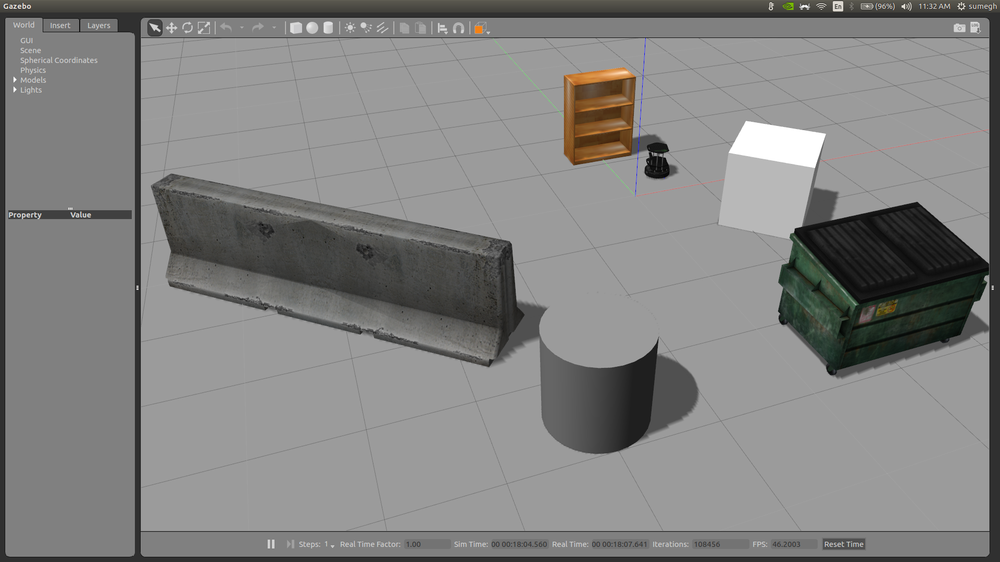 Gazebo
En (96%) 11:32 AM sumegh
World Insert Layers
LOG
GUI
Scene
Spherical Coordinates
Physics
Models
Lights
Property Value
Steps: 1 Real Time Factor: 1.00 Sim Time: 00 00:18:04.560 Real Time: 00 00:18:07.641 Iterations: 108456 FPS: 46.2003 Reset Time